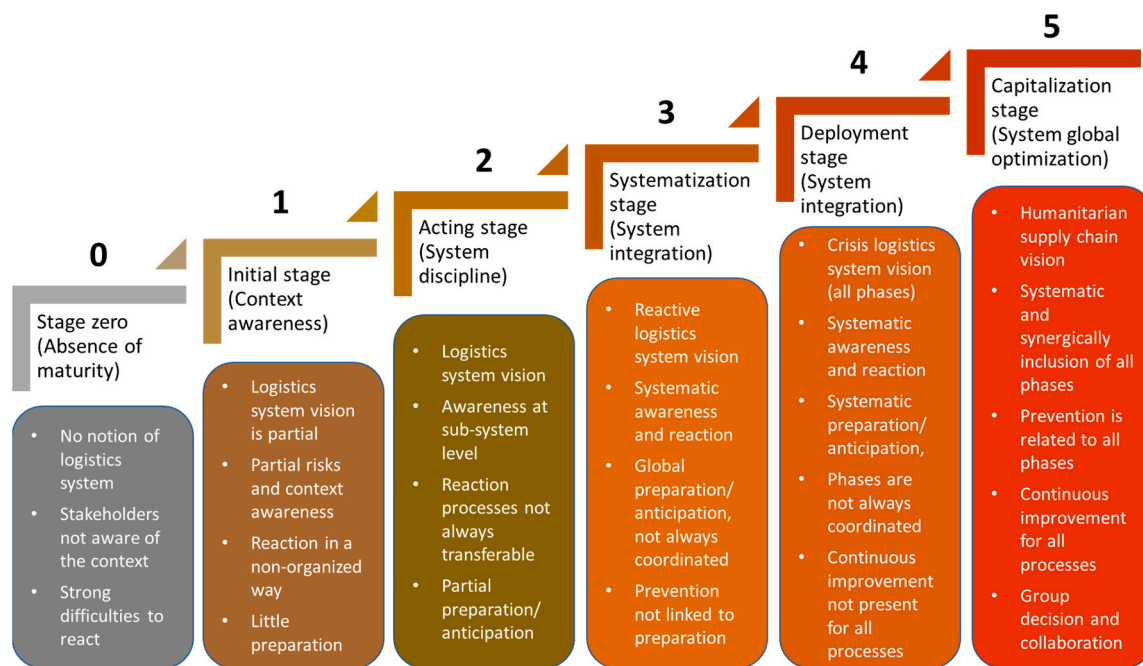 0
Stage zero
(Absence of
maturity)
• No notion of
logistics
system
• Stakeholders
not aware of
the context
• Strong
difficulties to
react
1
Initial stage
(Context
awareness)
• Logistics
system vision
is partial
• Partial risks
and context
awareness
• Reaction in a
non-organized
way
• Little
preparation
2
Acting stage
(System
discipline)
• Logistics
system vision
• Awareness at
sub-system
level
• Reaction
processes not
always
transferable
• Partial
preparation/
anticipation
3
Systematization
stage
(System
integration)
• Reactive
logistics
system vision
• Systematic
awareness
and reaction
• Global
preparation/
anticipation,
not always
coordinated
• Prevention
not linked to
preparation
4
Deployment
stage
(System
integration)
• Crisis logistics
system vision
(all phases)
• Systematic
awareness
and reaction
• Systematic
preparation/
anticipation,
• Phases are
not always
coordinated
• Continuous
improvement
not present
for all
processes
5
Capitalization
stage
(System global
optimization)
• Humanitarian
supply chain
vision
• Systematic
and
synergically
inclusion of all
phases
• Prevention is
related to all
phases
• Continuous
improvement
for all
processes
• Group
decision and
collaboration